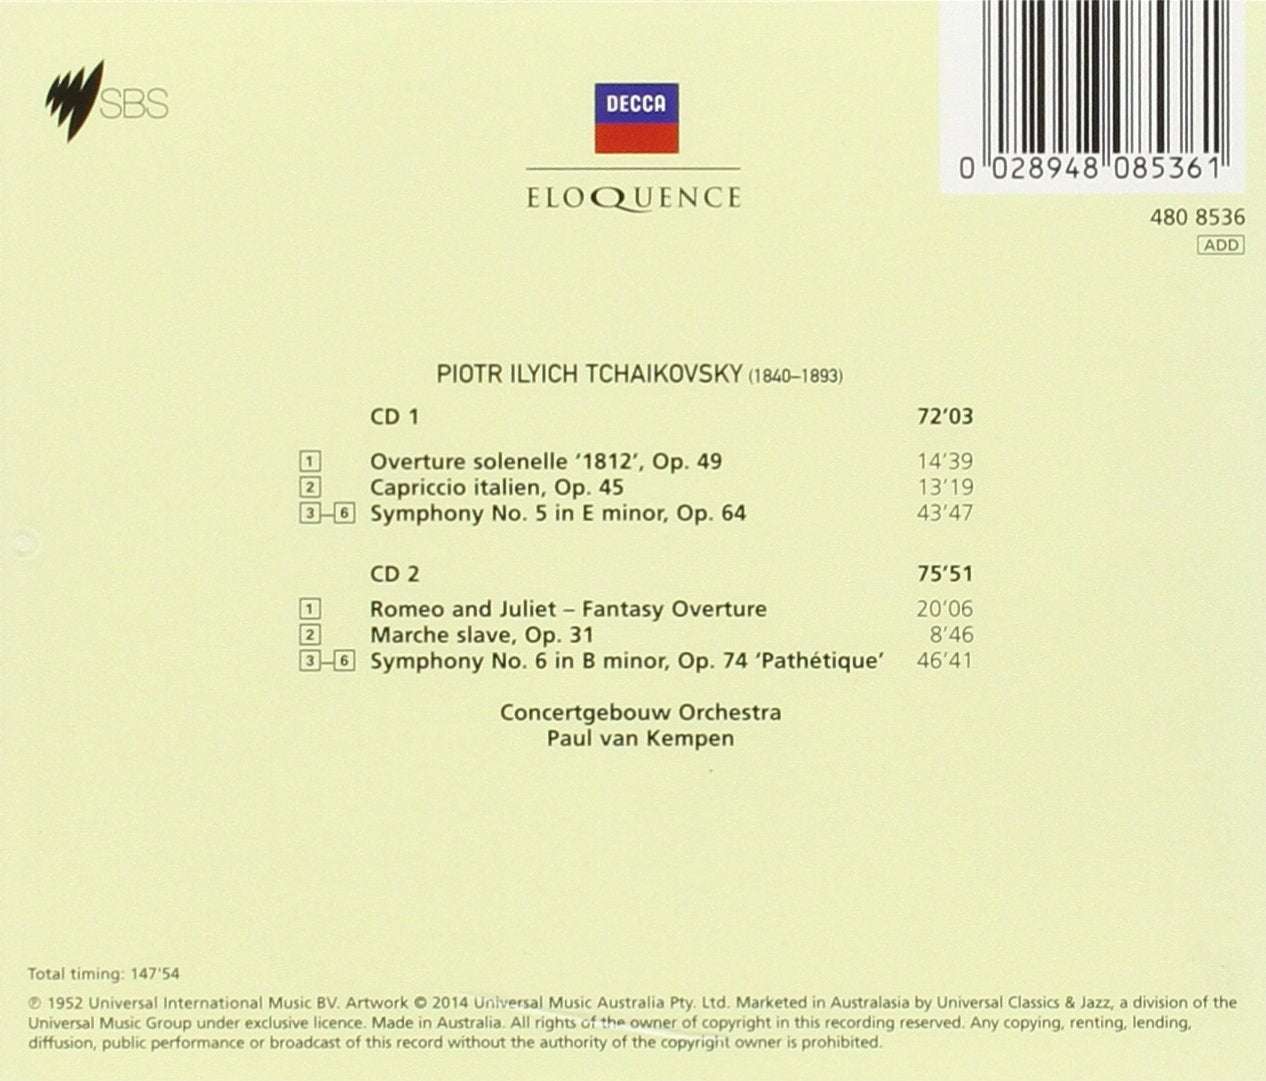 SBS
DECCA
ELOQUENCE
0 028948 085361
480 8536
ADD
PIOTR ILYICH TCHAIKOVSKY (1840–1893)
CD 1 72’03
1 Overture solenelle ‘1812’, Op. 49 14’39
2 Capriccio italien, Op. 45 13’19
3–6 Symphony No. 5 in E minor, Op. 64 43’47
CD 2 75’51
1 Romeo and Juliet – Fantasy Overture 20’06
2 Marche slave, Op. 31 8’46
3–6 Symphony No. 6 in B minor, Op. 74 ‘Pathétique’ 46’41
Concertgebouw Orchestra
Paul van Kempen
Total timing: 147'54
℗ 1952 Universal International Music BV. Artwork © 2014 Universal Music Australia Pty. Ltd. Marketed in Australasia by Universal Classics & Jazz, a division of the
Universal Music Group under exclusive licence. Made in Australia. All rights of the owner of copyright in this recording reserved. Any copying, renting, lending,
diffusion, public performance or broadcast of this record without the authority of the copyright owner is prohibited.